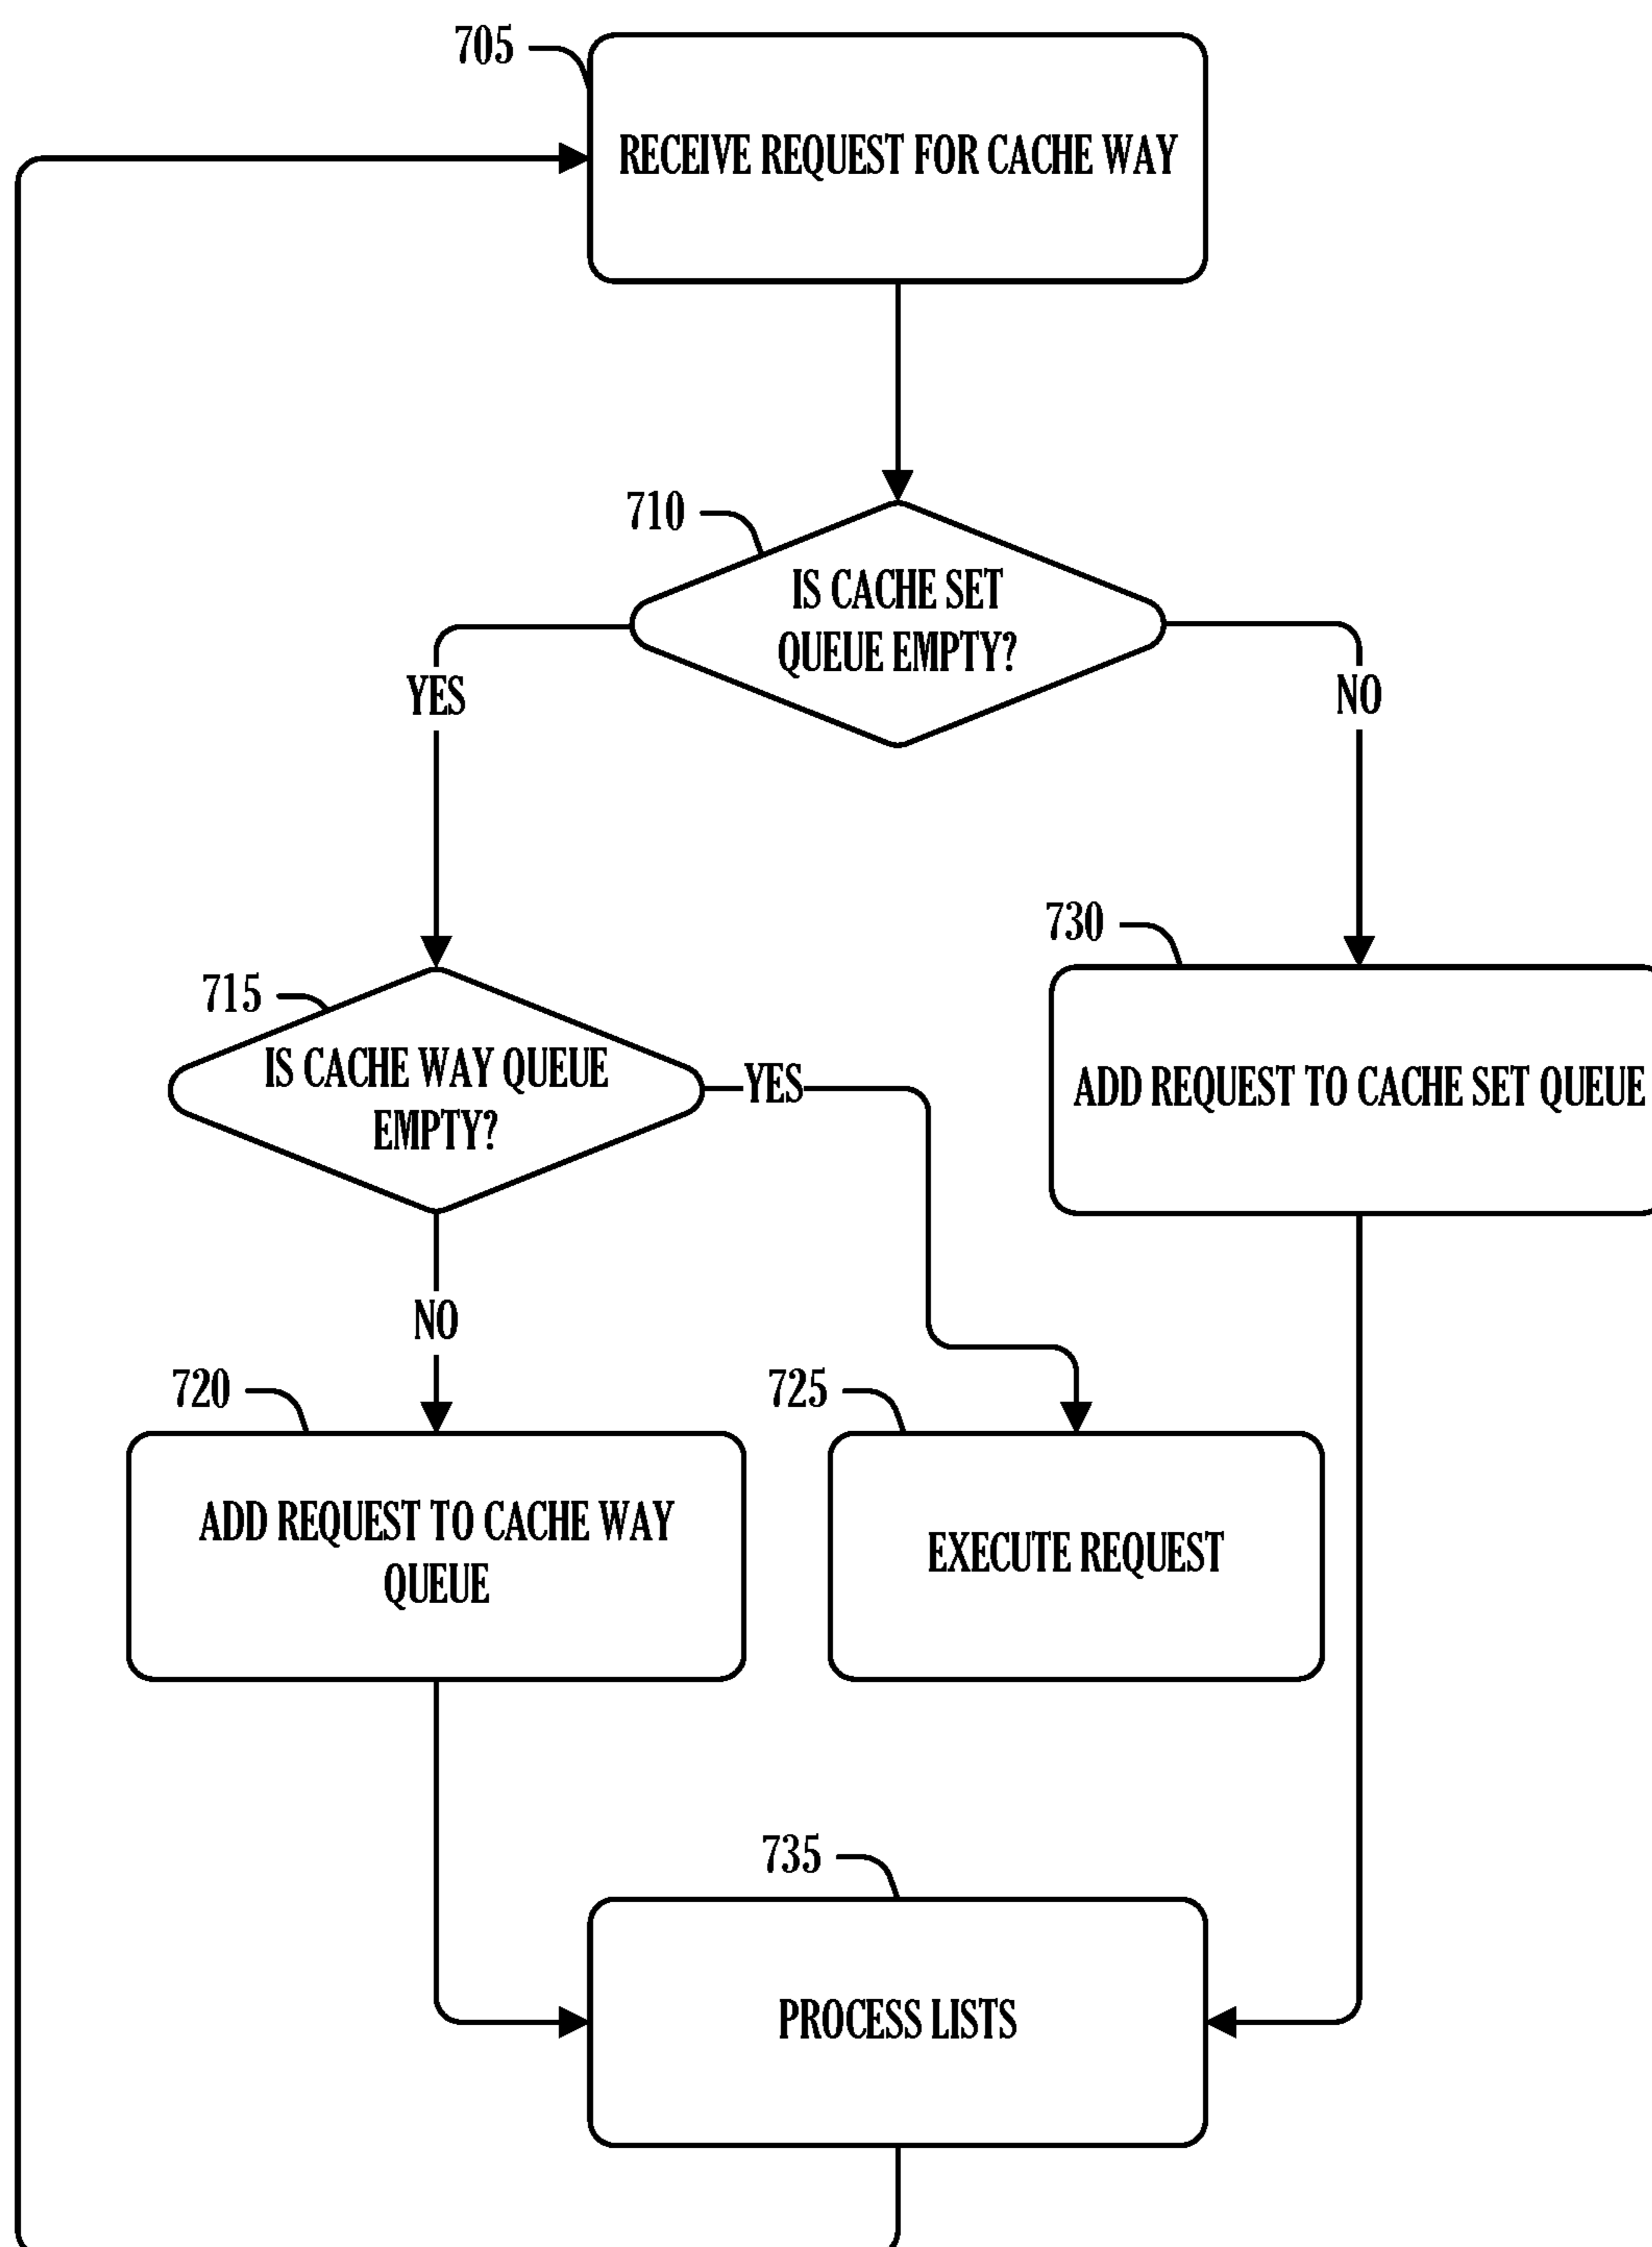 705
RECEIVE REQUEST FOR CACHE WAY
710
IS CACHE SET
QUEUE EMPTY?
YES
NO
730
715
IS CACHE WAY QUEUE
EMPTY?
YES
ADD REQUEST TO CACHE SET QUEUE
NO
720
725
ADD REQUEST TO CACHE WAY
QUEUE
EXECUTE REQUEST
735
PROCESS LISTS